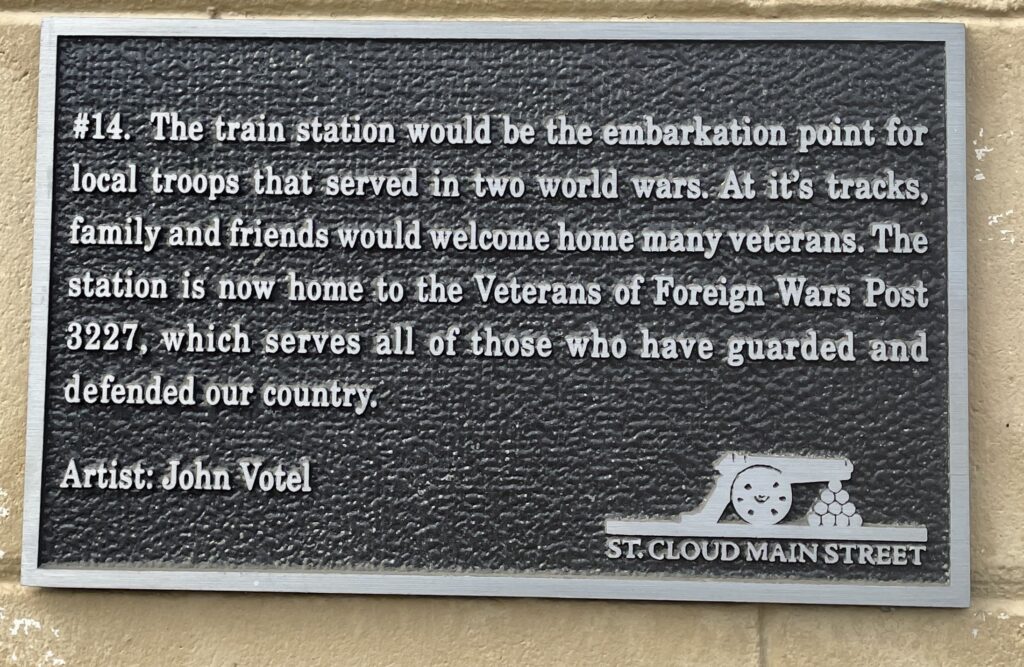 #14. The train station would be the embarkation point for
local troops that served in two world wars. At it's tracks,
family and friends would welcome home many veterans. The
station is now home to the Veterans of Foreign Wars Post
3227, which serves all of those who have guarded and
defended our country.
Artist: John Votel
ST. CLOUD MAIN STREET